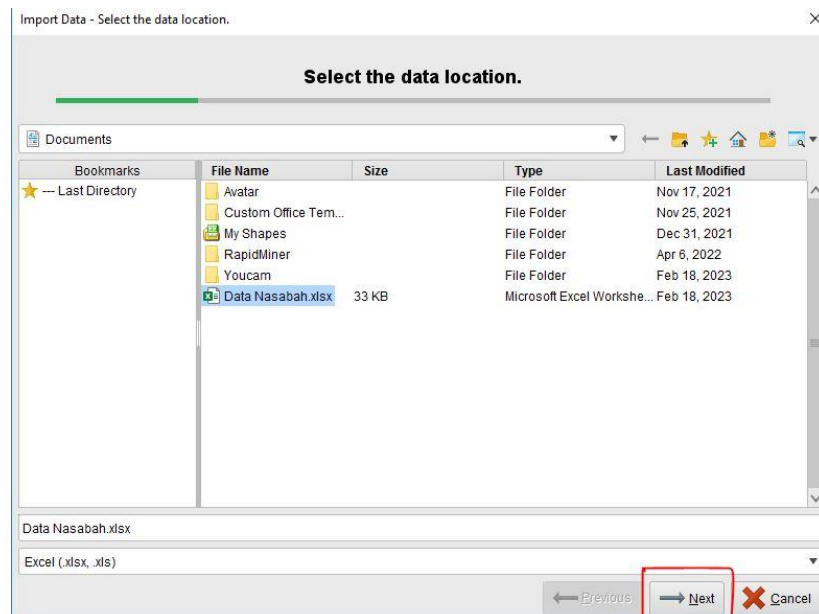 Import Data - Select the data location.
Select the data location.
Documents
Bookmarks File Name Size Type Last Modified
--- Last Directory Avatar File Folder Nov 17, 2021
Custom Office Tem... File Folder Nov 25, 2021
My Shapes File Folder Dec 31, 2021
RapidMiner File Folder Apr 6, 2022
Youcam File Folder Feb 18, 2023
Data Nasabah.xlsx 33 KB Microsoft Excel Workshe... Feb 18, 2023
Data Nasabah.xlsx
Excel (.xlsx, .xls)
Previous Next Cancel